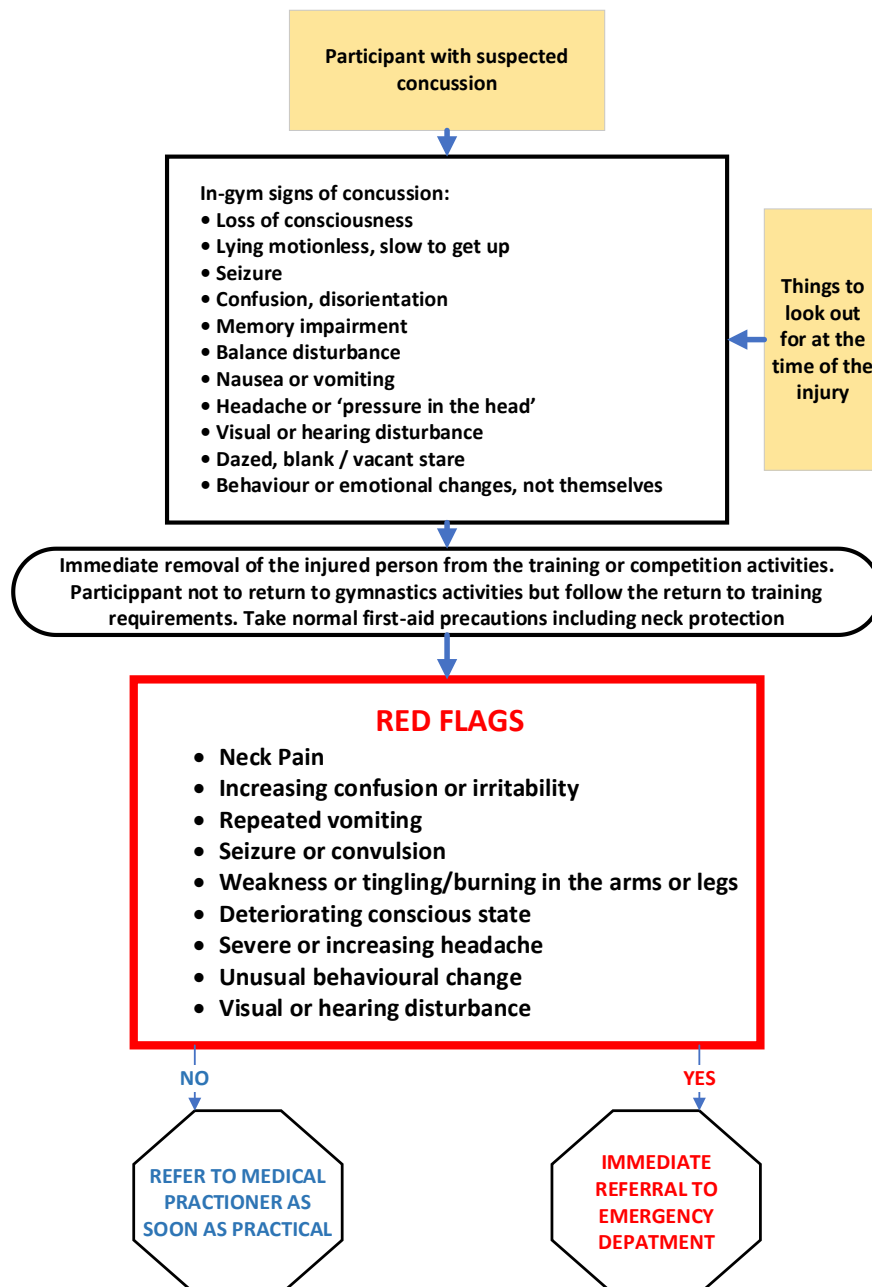 Participant with suspected
concussion
In-gym signs of concussion:
• Loss of consciousness
• Lying motionless, slow to get up
• Seizure
• Confusion, disorientation
• Memory impairment
• Balance disturbance
• Nausea or vomiting
• Headache or ‘pressure in the head’
• Visual or hearing disturbance
• Dazed, blank / vacant stare
• Behaviour or emotional changes, not themselves
Things to
look out
for at the
time of the
injury
Immediate removal of the injured person from the training or competition activities.
Particippant not to return to gymnastics activities but follow the return to training
requirements. Take normal first-aid precautions including neck protection
RED FLAGS
• Neck Pain
• Increasing confusion or irritability
• Repeated vomiting
• Seizure or convulsion
• Weakness or tingling/burning in the arms or legs
• Deteriorating conscious state
• Severe or increasing headache
• Unusual behavioural change
• Visual or hearing disturbance
NO
YES
REFER TO MEDICAL
PRACTIONER AS
SOON AS PRACTICAL
IMMEDIATE
REFERRAL TO
EMERGENCY
DEPATMENT